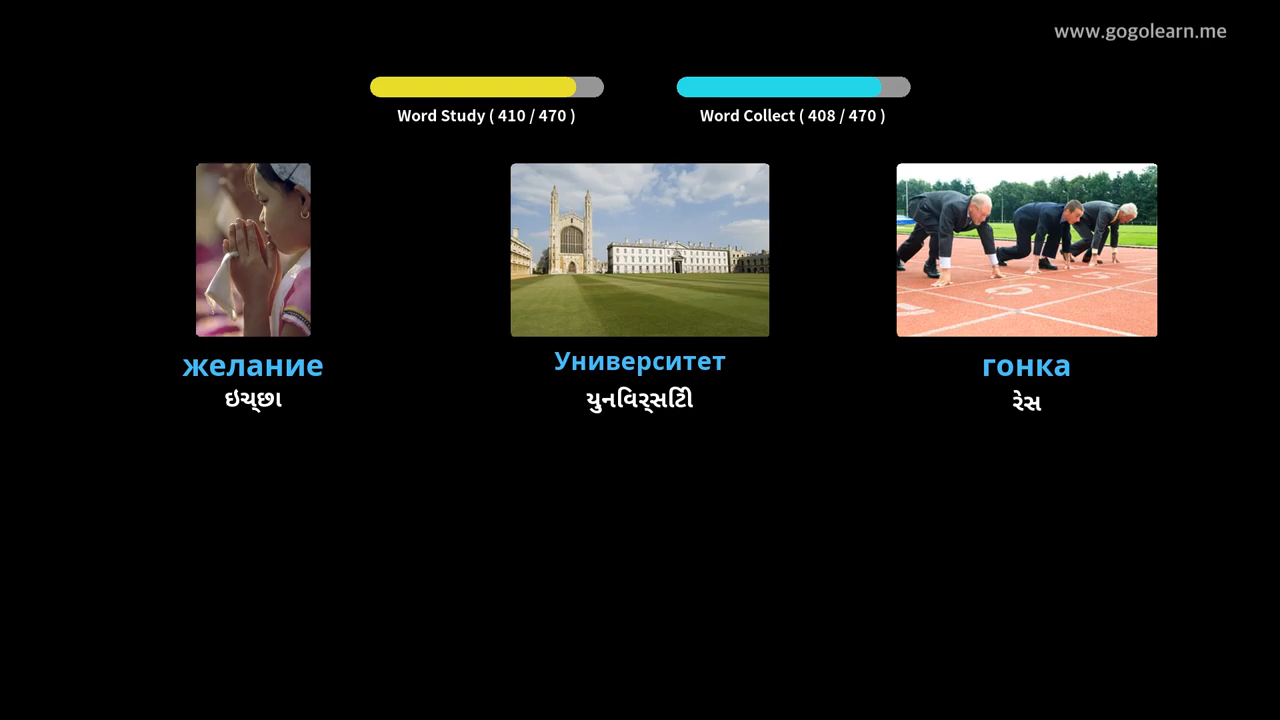 www.gogolearn.me
Word Study ( 410 / 470 )
Word Collect ( 408 / 470 )
желание
Университет
гонка
ઇચ્છા
યુનિવર્સિટી
રેસ